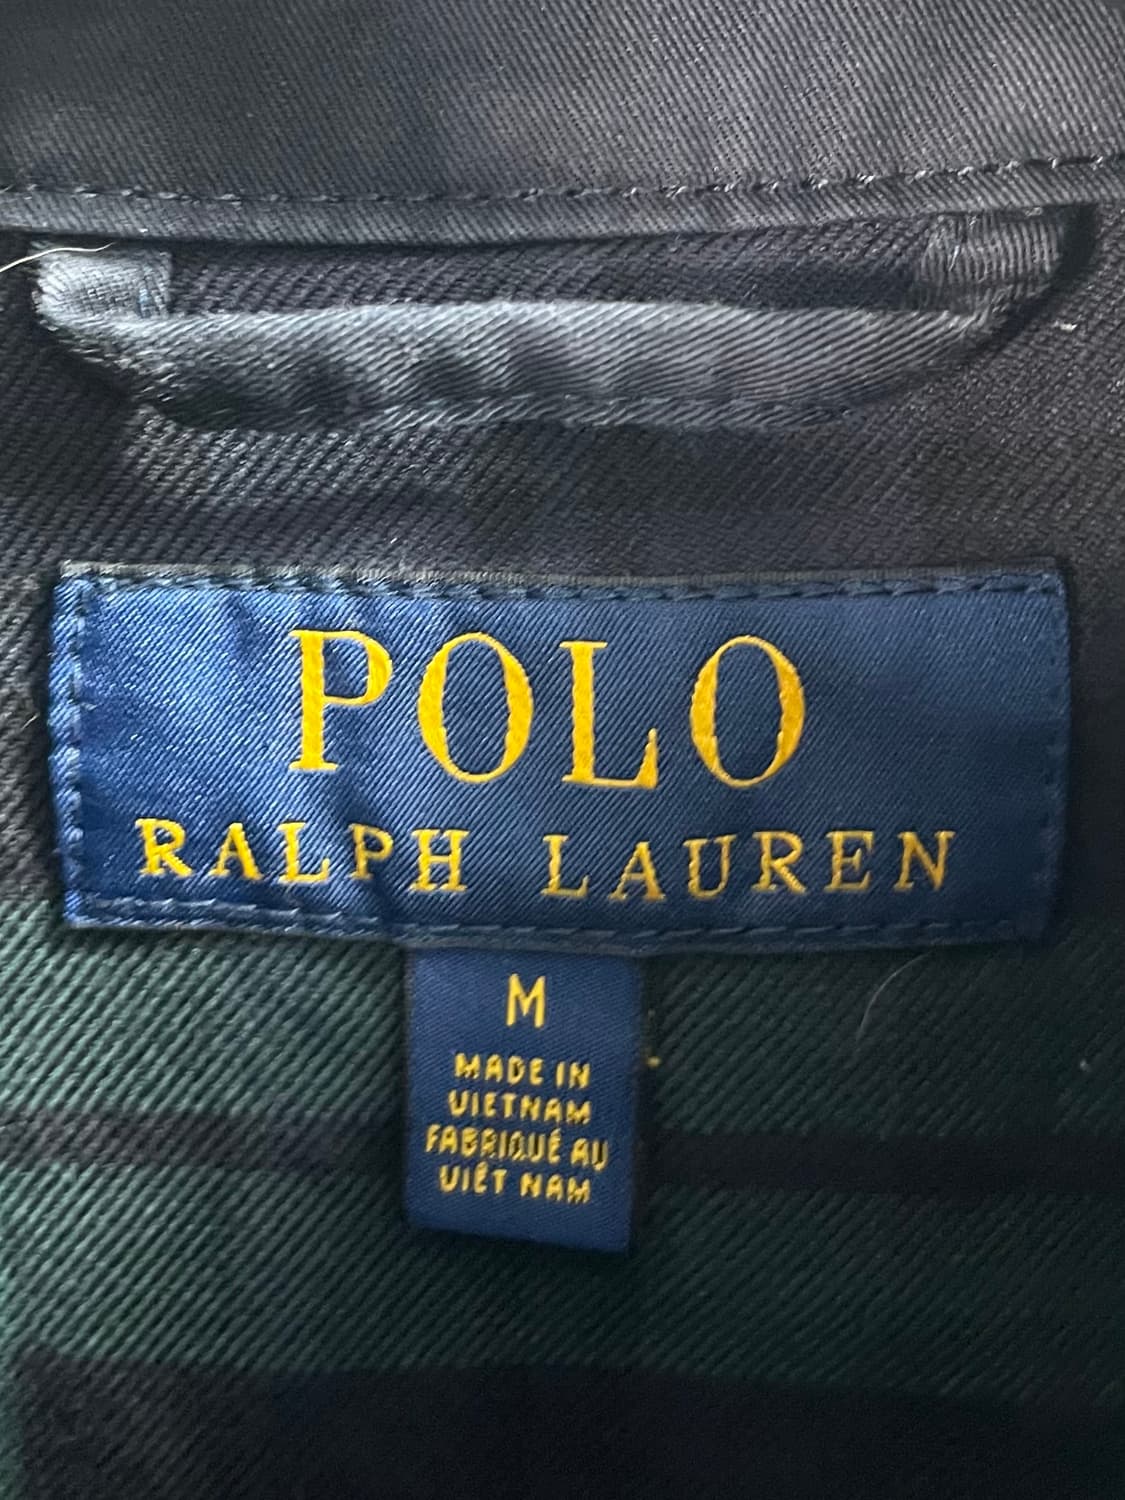 POLO
RALPH LAUREN
M
MADE IN
VIETNAM
FABRIQUÉ AU
VIÊT NAM